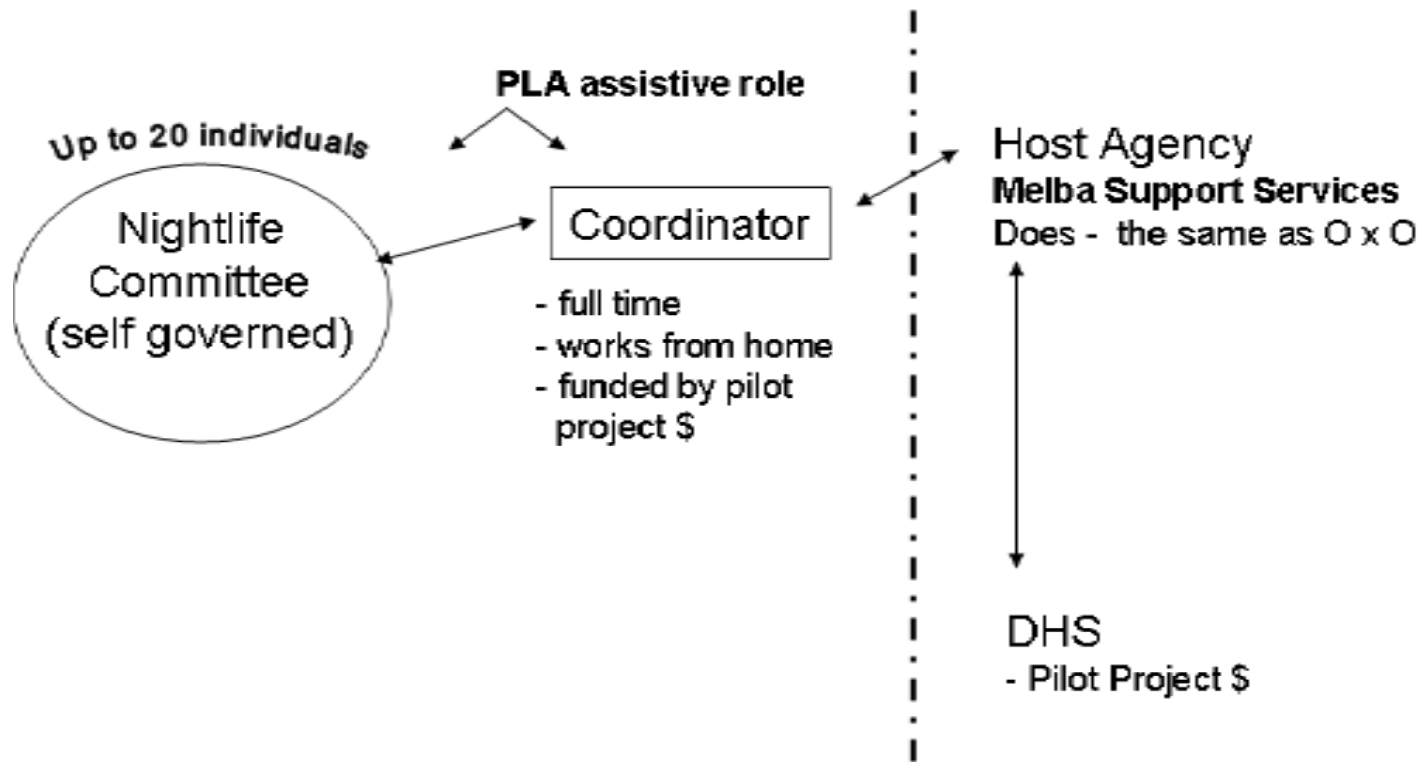 PLA assistive role
Up to 20 individuals
Nightlife
Committee
(self governed)
Coordinator
- full time
- works from home
- funded by pilot
project $
Host Agency
Melba Support Services
Does - the same as O x O
DHS
- Pilot Project $